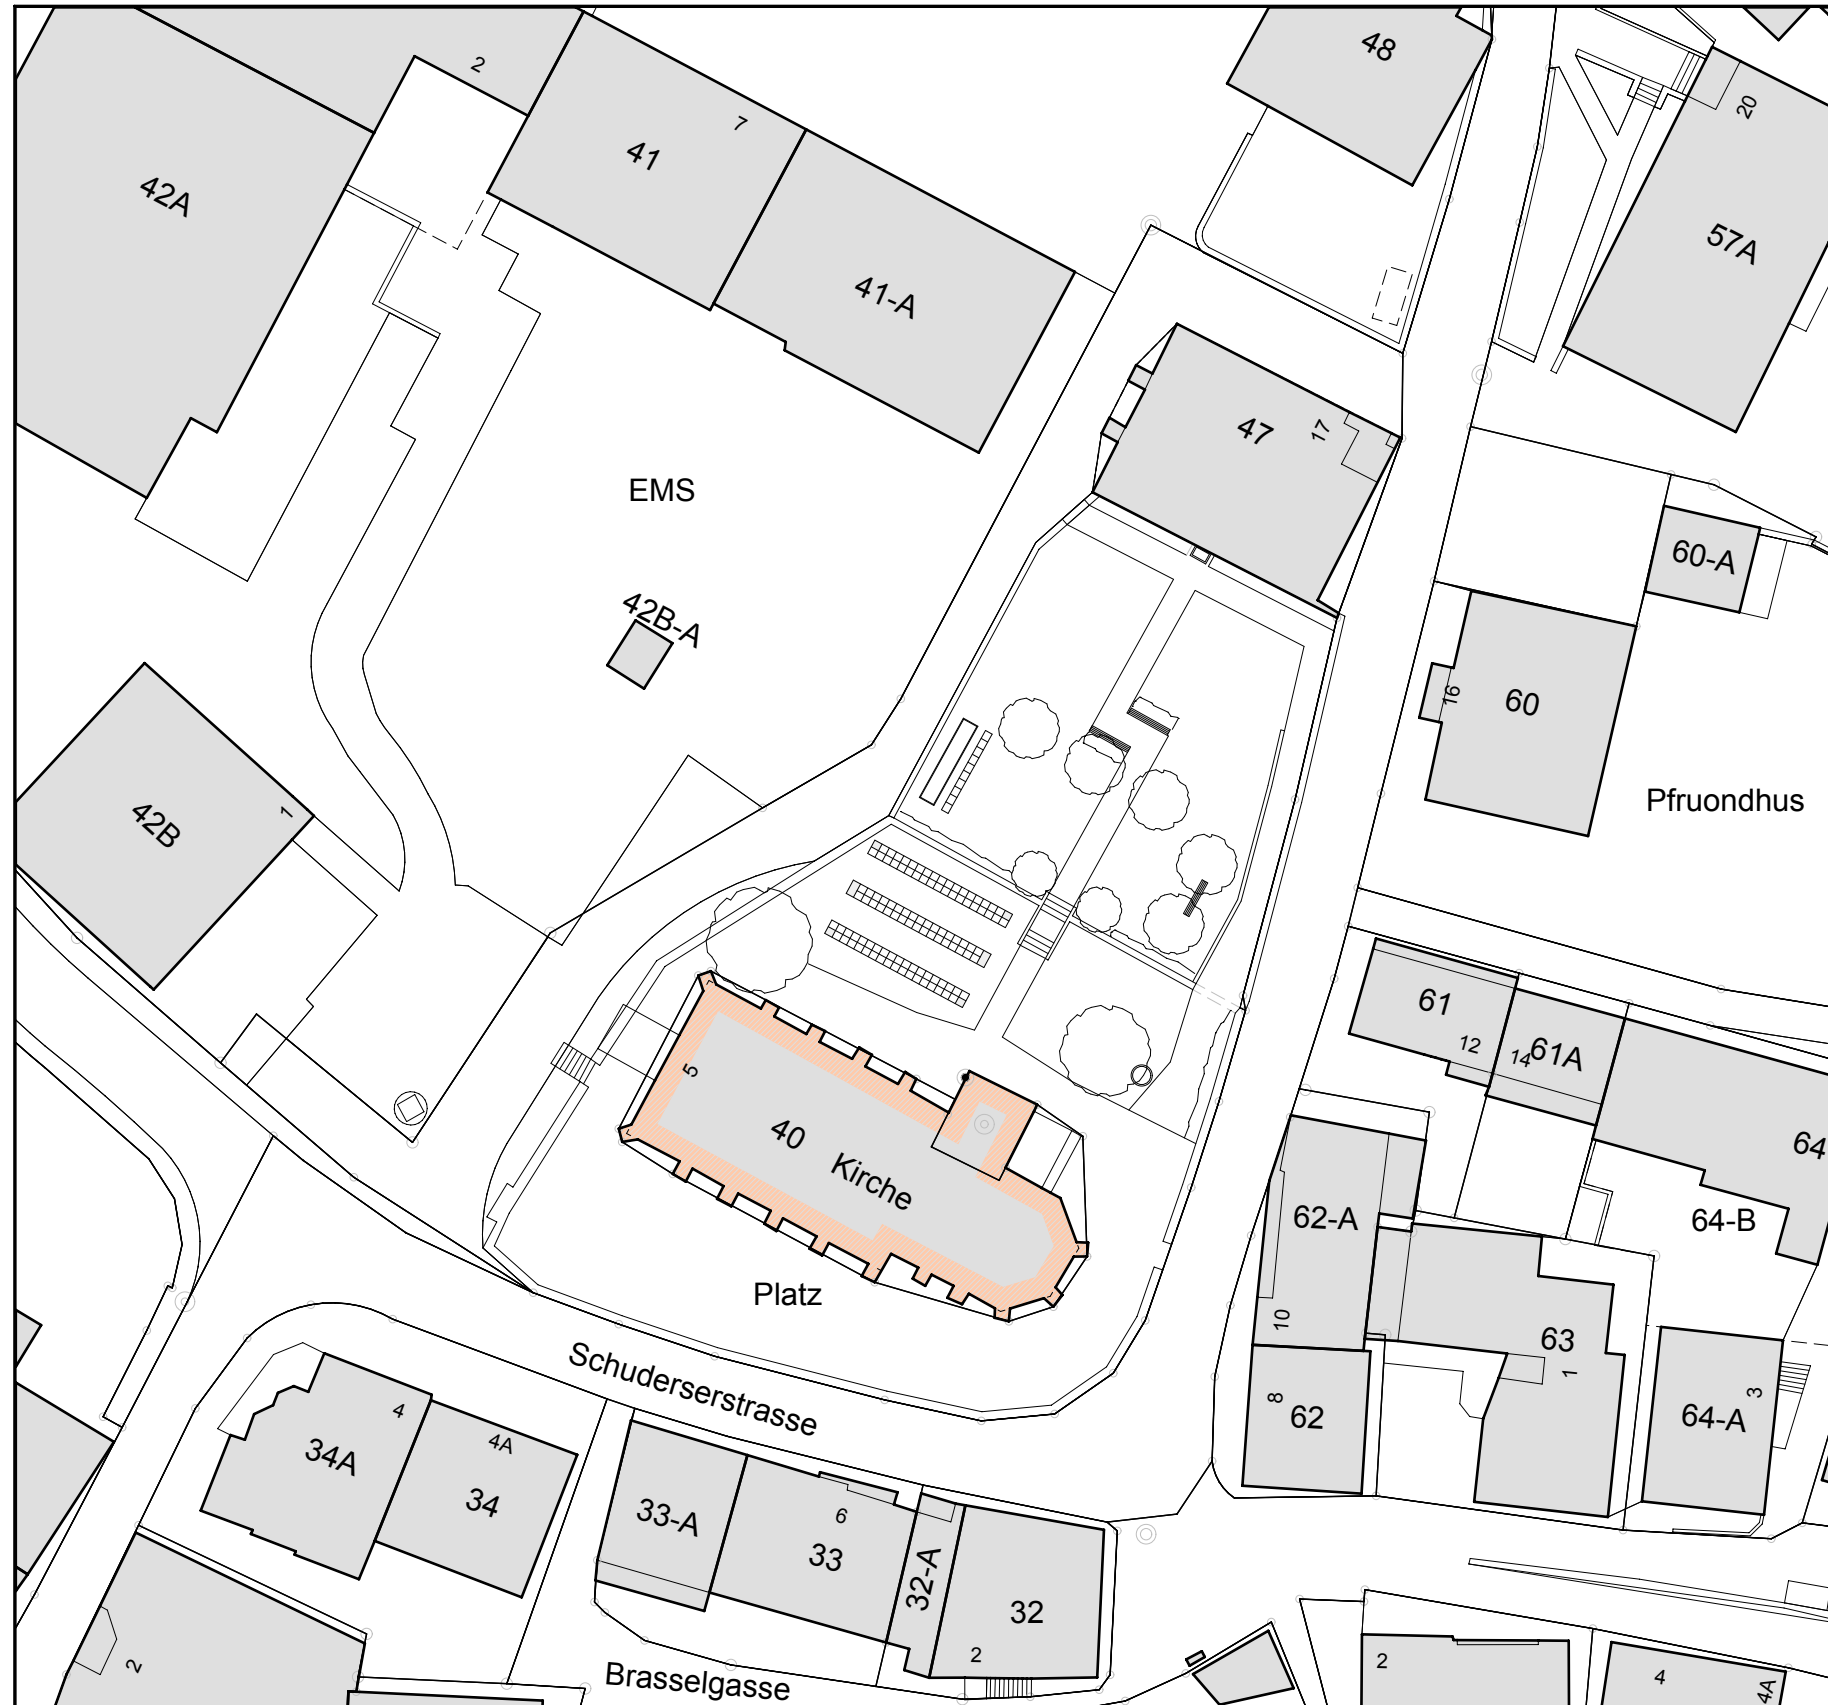 48
2
7
20
41
42A
57A
41-A
47
17
EMS
60-A
42B-A
16
60
Pfruondhus
42B
1
61
12
14
61A
5
40
64
Kirche
62-A
64-B
Platz
10
63
Schuderserstrasse
1
3
8
62
64-A
4
4A
34A
34
33-A
6
33
32-A
32
2
2
4
4A
2
Brasselgasse